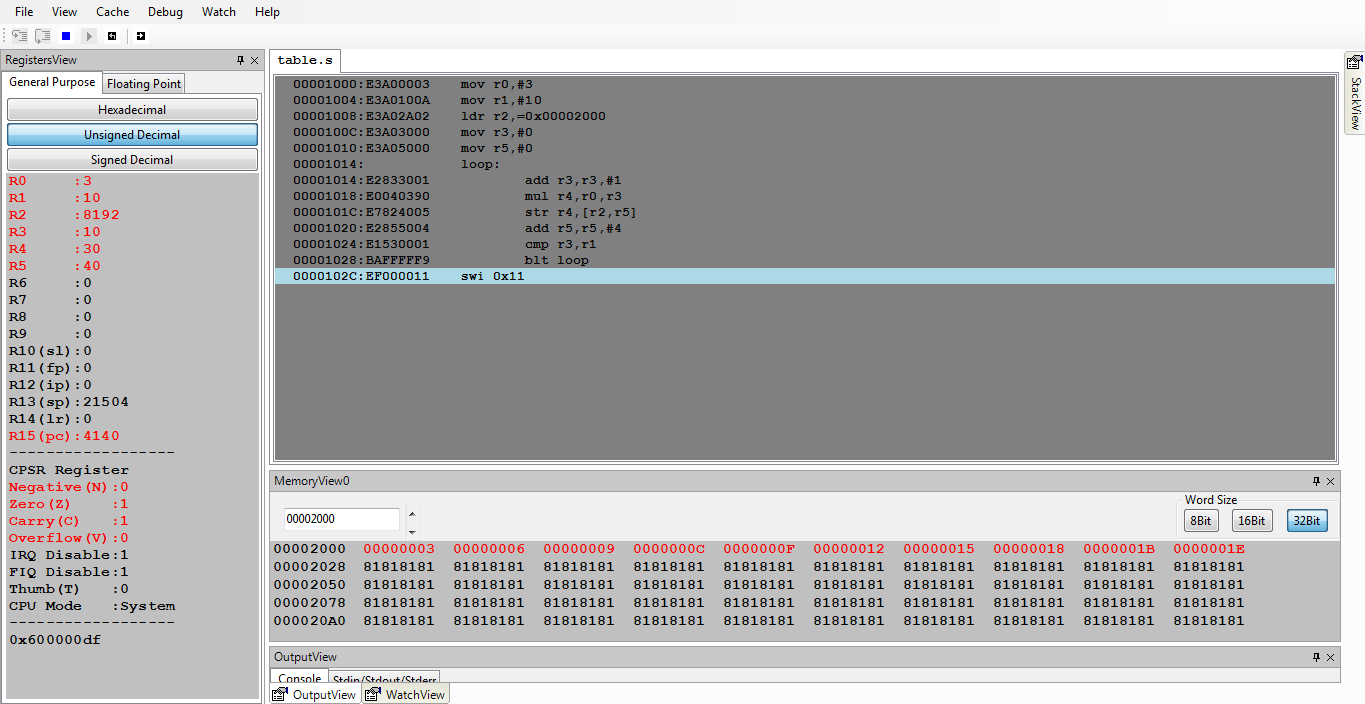 File View Cache Debug Watch Help
RegistersView
General Purpose Floating Point
Hexadecimal
Unsigned Decimal
Signed Decimal
R0 :3
R1 :10
R2 :8192
R3 :10
R4 :30
R5 :40
R6 :0
R7 :0
R8 :0
R9 :0
R10(sl):0
R11(fp):0
R12(ip):0
R13(sp):21504
R14(lr):0
R15(pc):4140
------------------
CPSR Register
Negative(N):0
Zero(Z) :1
Carry(C) :1
Overflow(V):0
IRQ Disable:1
FIQ Disable:1
Thumb(T) :0
CPU Mode :System
------------------
0x600000df
table.s
00001000:E3A00003 mov r0,#3
00001004:E3A0100A mov r1,#10
00001008:E3A02A02 ldr r2,=0x00002000
0000100C:E3A03000 mov r3,#0
00001010:E3A05000 mov r5,#0
00001014: loop:
00001014:E2833001 add r3,r3,#1
00001018:E0040390 mul r4,r0,r3
0000101C:E7824005 str r4,[r2,r5]
00001020:E2855004 add r5,r5,#4
00001024:E1530001 cmp r3,r1
00001028:BAFFFFF9 blt loop
0000102C:EF000011 swi 0x11
StackView
MemoryView0
00002000
Word Size
8Bit 16Bit 32Bit
00002000 00000003 00000006 00000009 0000000C 0000000F 00000012 00000015 00000018 0000001B 0000001E
00002028 81818181 81818181 81818181 81818181 81818181 81818181 81818181 81818181 81818181 81818181
00002050 81818181 81818181 81818181 81818181 81818181 81818181 81818181 81818181 81818181 81818181
00002078 81818181 81818181 81818181 81818181 81818181 81818181 81818181 81818181 81818181 81818181
000020A0 81818181 81818181 81818181 81818181 81818181 81818181 81818181 81818181 81818181 81818181
OutputView
Console Stdin/Stdout/Stderr
OutputView WatchView